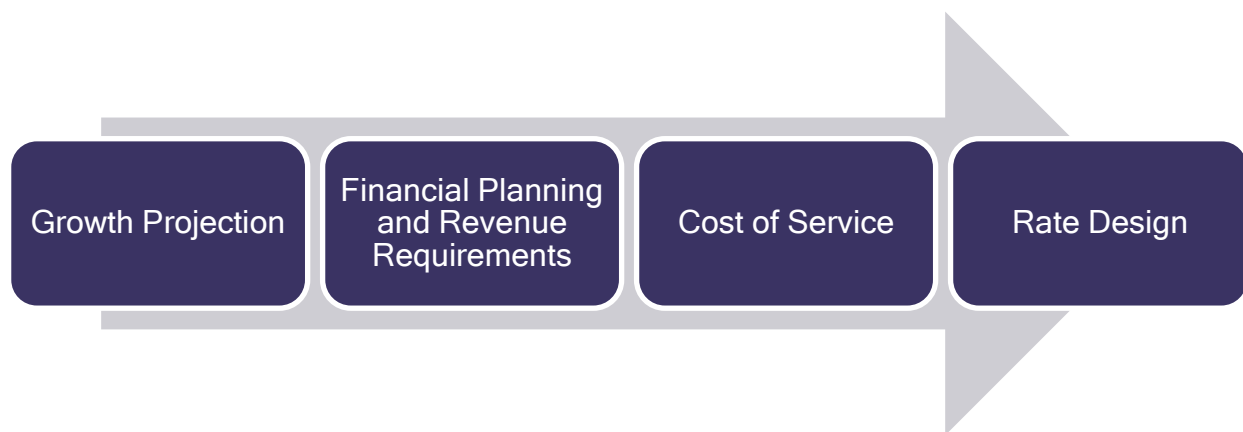 Growth Projection
Financial Planning
and Revenue
Requirements
Cost of Service
Rate Design